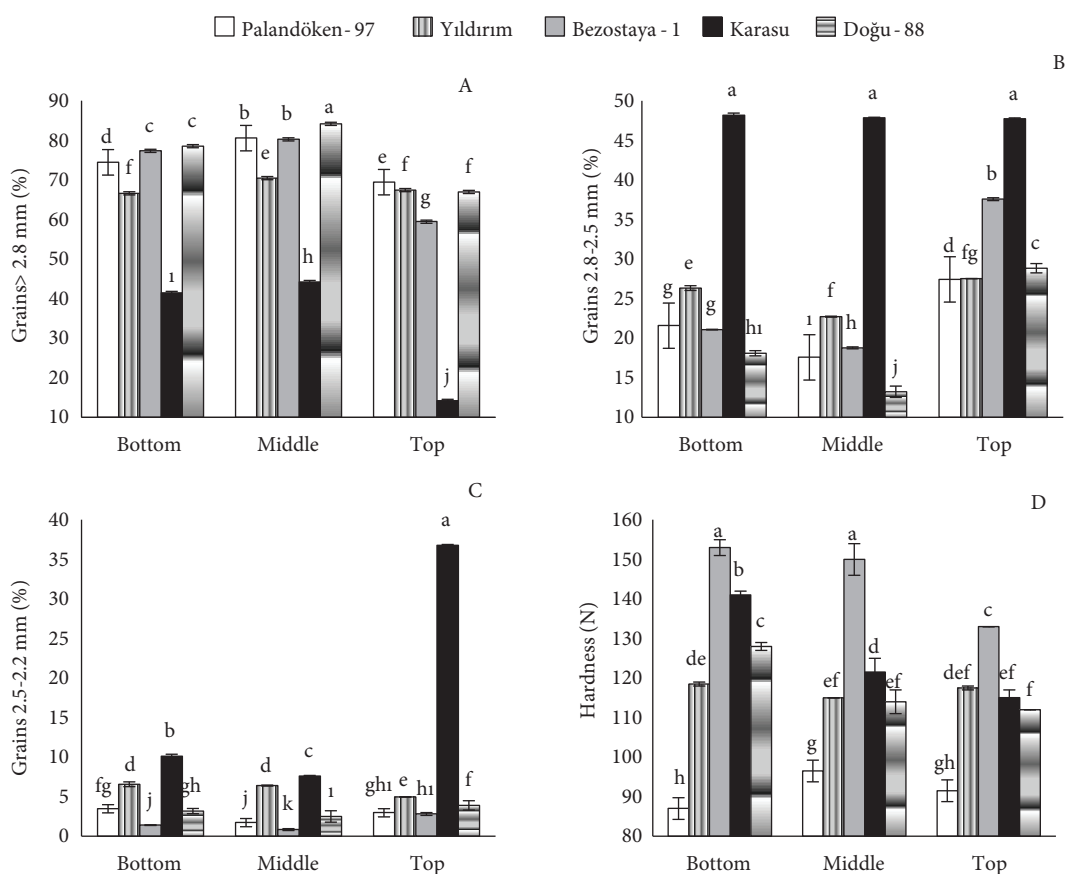 Palandöken - 97 Yıldırım Bezostaya - 1 Karasu Doğu - 88
A
Grains> 2.8 mm (%)
90
80
70
60
50
40
30
20
10
d f c ı c
b e b h a
e f g j f
Bottom Middle Top
B
Grains 2.8-2.5 mm (%)
50
45
40
35
30
25
20
15
10
g e g a hı
ı f h a j
d fg b a c
Bottom Middle Top
C
Grains 2.5-2.2 mm (%)
40
35
30
25
20
15
10
5
0
fg d j b gh
j d k c ı
ghı e hı a f
Bottom Middle Top
D
Hardness (N)
160
150
140
130
120
110
100
90
80
h de a b c
g ef a d ef
gh def c ef f
Bottom Middle Top